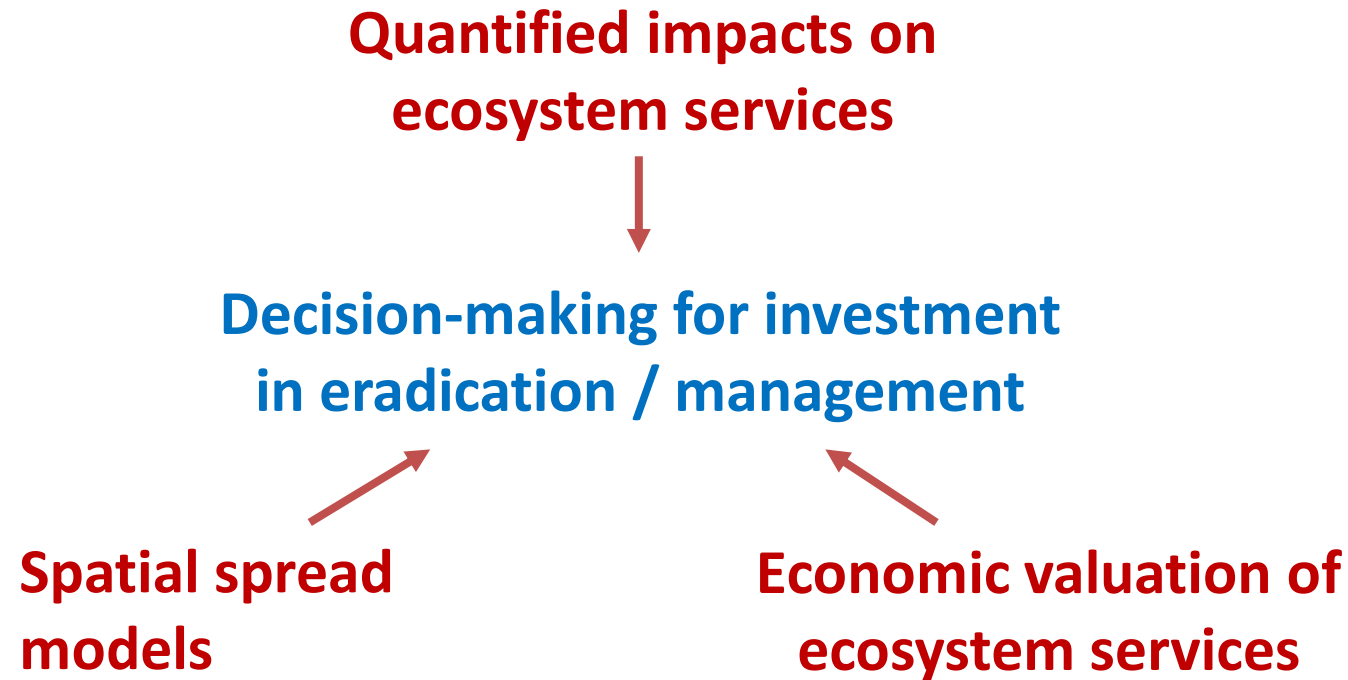 Quantified impacts on
ecosystem services
Decision-making for investment
in eradication / management
Spatial spread
models
Economic valuation of
ecosystem services